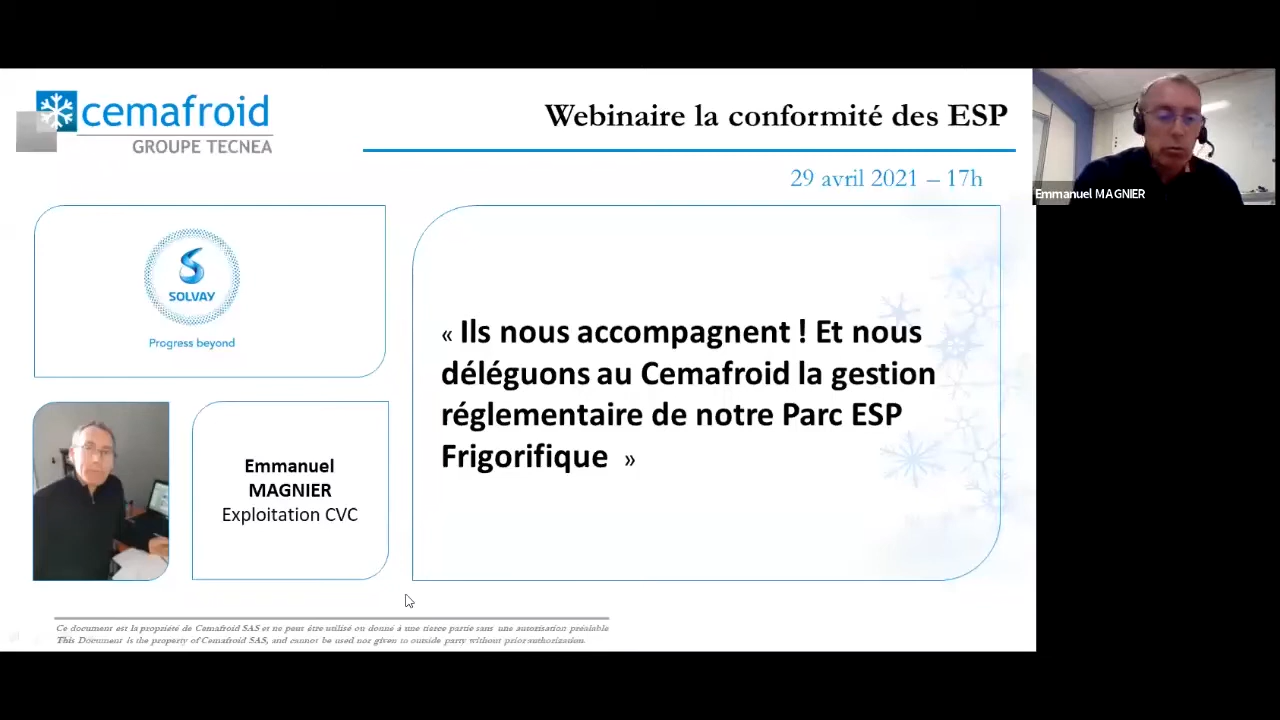 cemafroid
GROUPE TECNEA
Webinaire la conformité des ESP
29 avril 2021 – 17h
Emmanuel MAGNIER
SOLVAY
Progress beyond
« Ils nous accompagnent ! Et nous
déléguons au Cemafroid la gestion
réglementaire de notre Parc ESP
Frigorifique »
Emmanuel
MAGNIER
Exploitation CVC
Ce document est la propriété de Cemafroid SAS et ne peut être utilisé ou donné à une tierce partie sans une autorisation préalable
This Document is the property of Cemafroid SAS, and cannot be used nor given to outside party without prior authorization.